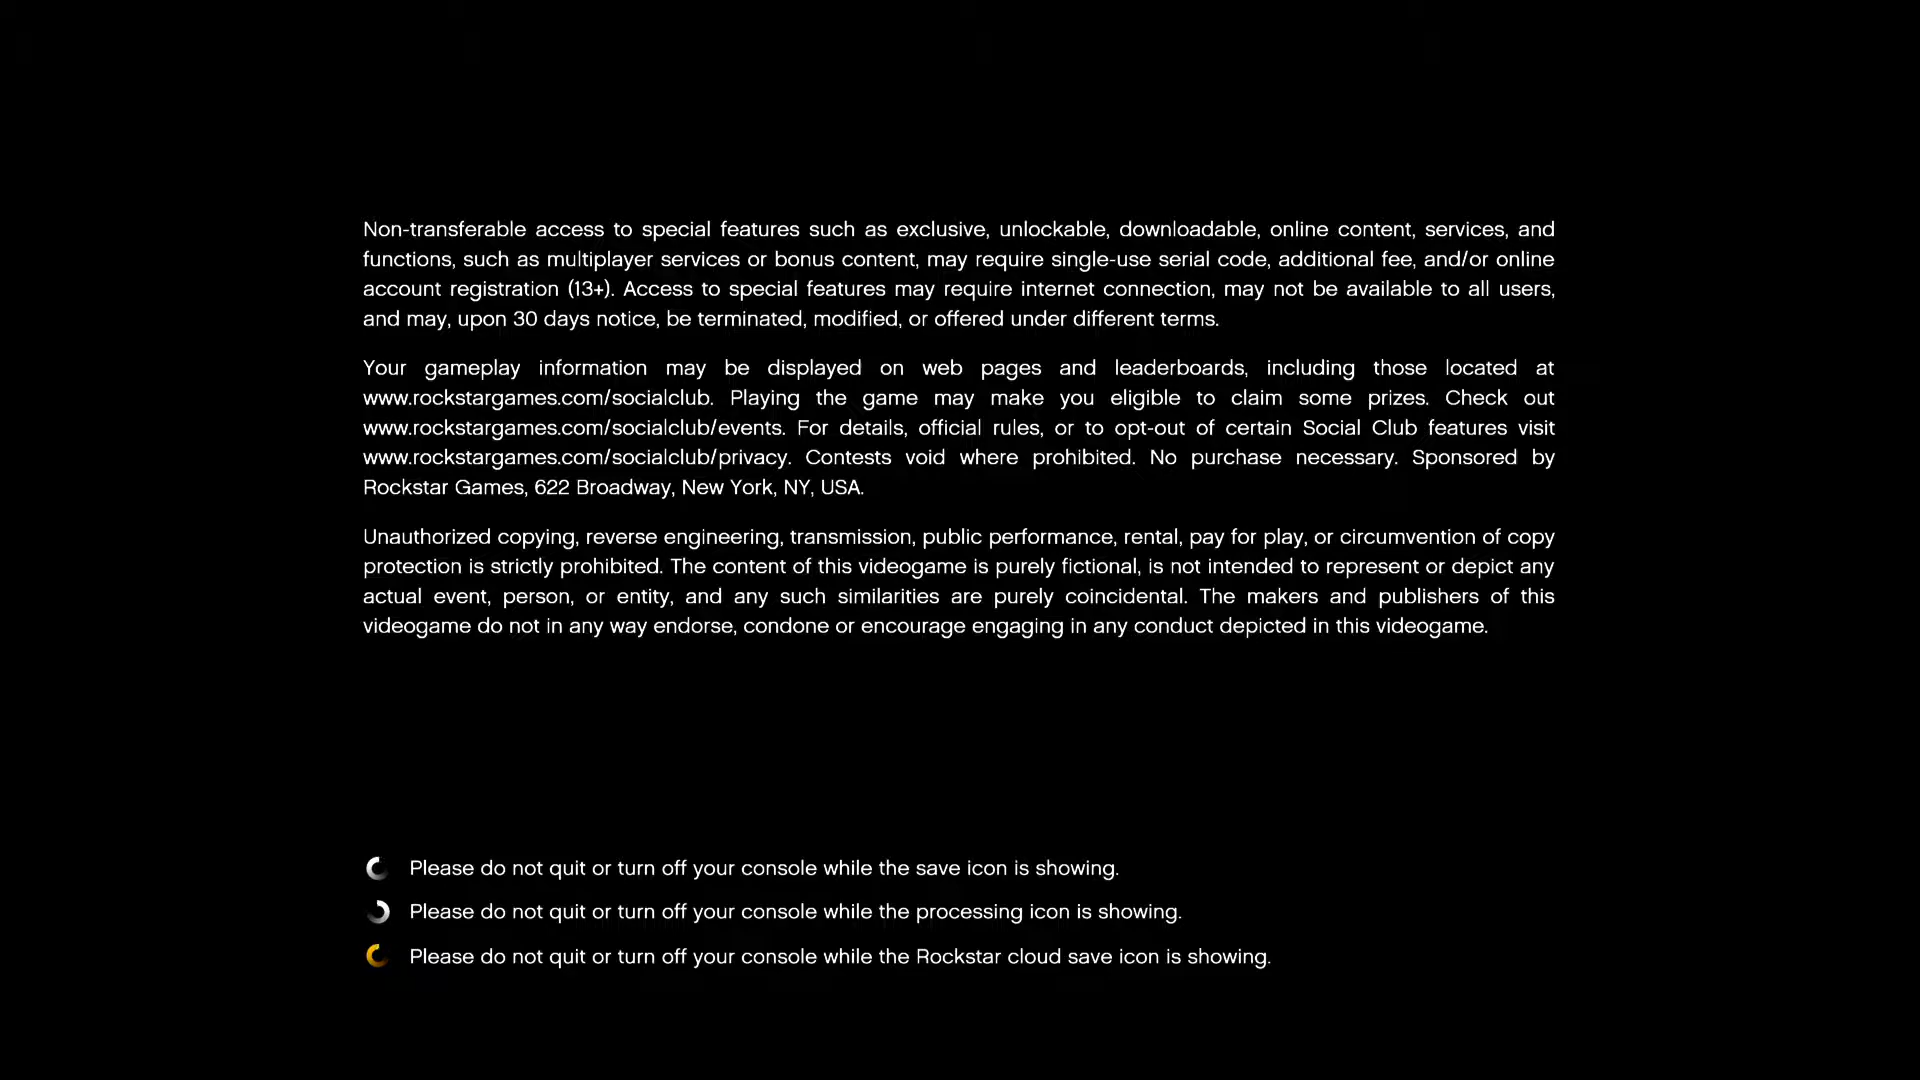 Non-transferable access to special features such as exclusive, unlockable, downloadable, online content, services, and
functions, such as multiplayer services or bonus content, may require single-use serial code, additional fee, and/or online
account registration (13+). Access to special features may require internet connection, may not be available to all users,
and may, upon 30 days notice, be terminated, modified, or offered under different terms.
Your gameplay information may be displayed on web pages and leaderboards, including those located at
www.rockstargames.com/socialclub. Playing the game may make you eligible to claim some prizes. Check out
www.rockstargames.com/socialclub/events. For details, official rules, or to opt-out of certain Social Club features visit
www.rockstargames.com/socialclub/privacy. Contests void where prohibited. No purchase necessary. Sponsored by
Rockstar Games, 622 Broadway, New York, NY, USA.
Unauthorized copying, reverse engineering, transmission, public performance, rental, pay for play, or circumvention of copy
protection is strictly prohibited. The content of this videogame is purely fictional, is not intended to represent or depict any
actual event, person, or entity, and any such similarities are purely coincidental. The makers and publishers of this
videogame do not in any way endorse, condone or encourage engaging in any conduct depicted in this videogame.
Please do not quit or turn off your console while the save icon is showing.
Please do not quit or turn off your console while the processing icon is showing.
Please do not quit or turn off your console while the Rockstar cloud save icon is showing.